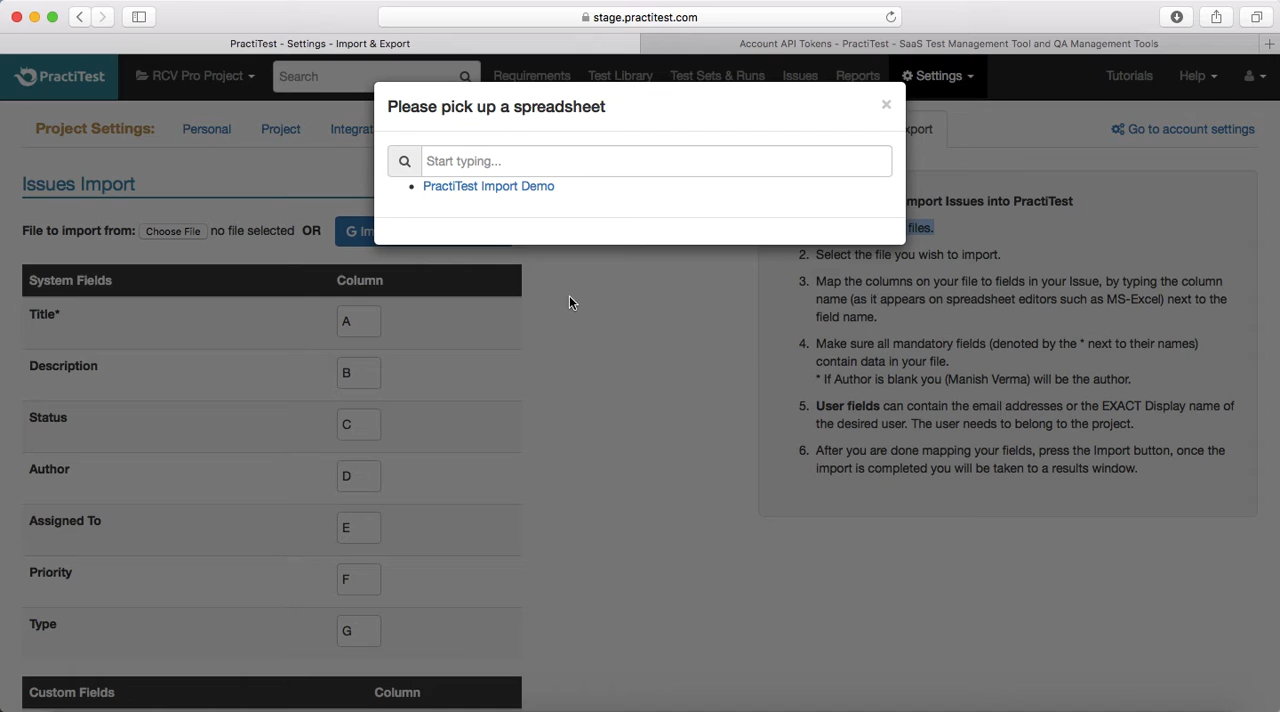 stage.practitest.com
PractiTest - Settings - Import & Export
Account API Tokens - PractiTest - SaaS Test Management Tool and QA Management Tools
PractiTest
RCV Pro Project
Search
Requirements
Test Library
Test Sets & Runs
Issues
Reports
Settings
Tutorials
Help
Please pick up a spreadsheet
×
Start typing...
• PractiTest Import Demo
Project Settings:
Personal
Project
Go to account settings
Issues Import
File to import from: Choose File no file selected OR
mport Issues into PractiTest
files.
2. Select the file you wish to import.
3. Map the columns on your file to fields in your Issue, by typing the column
name (as it appears on spreadsheet editors such as MS-Excel) next to the
field name.
4. Make sure all mandatory fields (denoted by the * next to their names)
contain data in your file.
* If Author is blank you (Manish Verma) will be the author.
5. User fields can contain the email addresses or the EXACT Display name of
the desired user. The user needs to belong to the project.
6. After you are done mapping your fields, press the Import button, once the
import is completed you will be taken to a results window.
System Fields Column
Title* A
Description B
Status C
Author D
Assigned To E
Priority F
Type G
Custom Fields Column